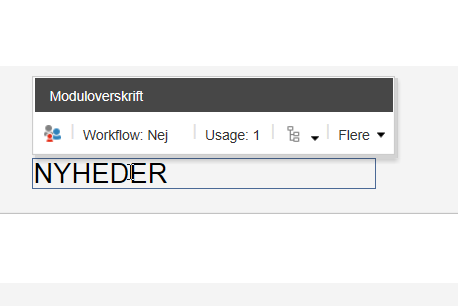 Moduloverskrift
Workflow: Nej Usage: 1 Flere
NYHEDER